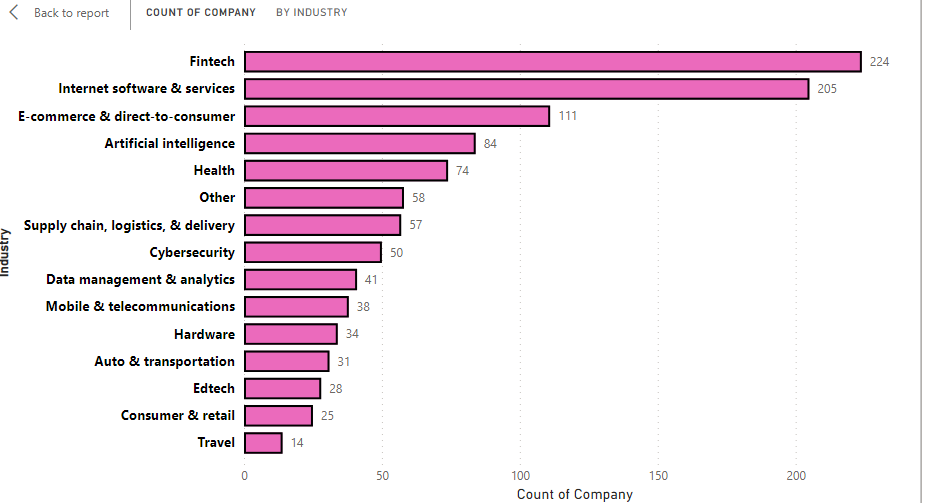 Back to report
COUNT OF COMPANY
BY INDUSTRY
Fintech 224
Internet software & services 205
E-commerce & direct-to-consumer 111
Artificial intelligence 84
Health 74
Other 58
Supply chain, logistics, & delivery 57
Cybersecurity 50
Data management & analytics 41
Mobile & telecommunications 38
Hardware 34
Auto & transportation 31
Edtech 28
Consumer & retail 25
Travel 14
Industry
0 50 100 150 200
Count of Company